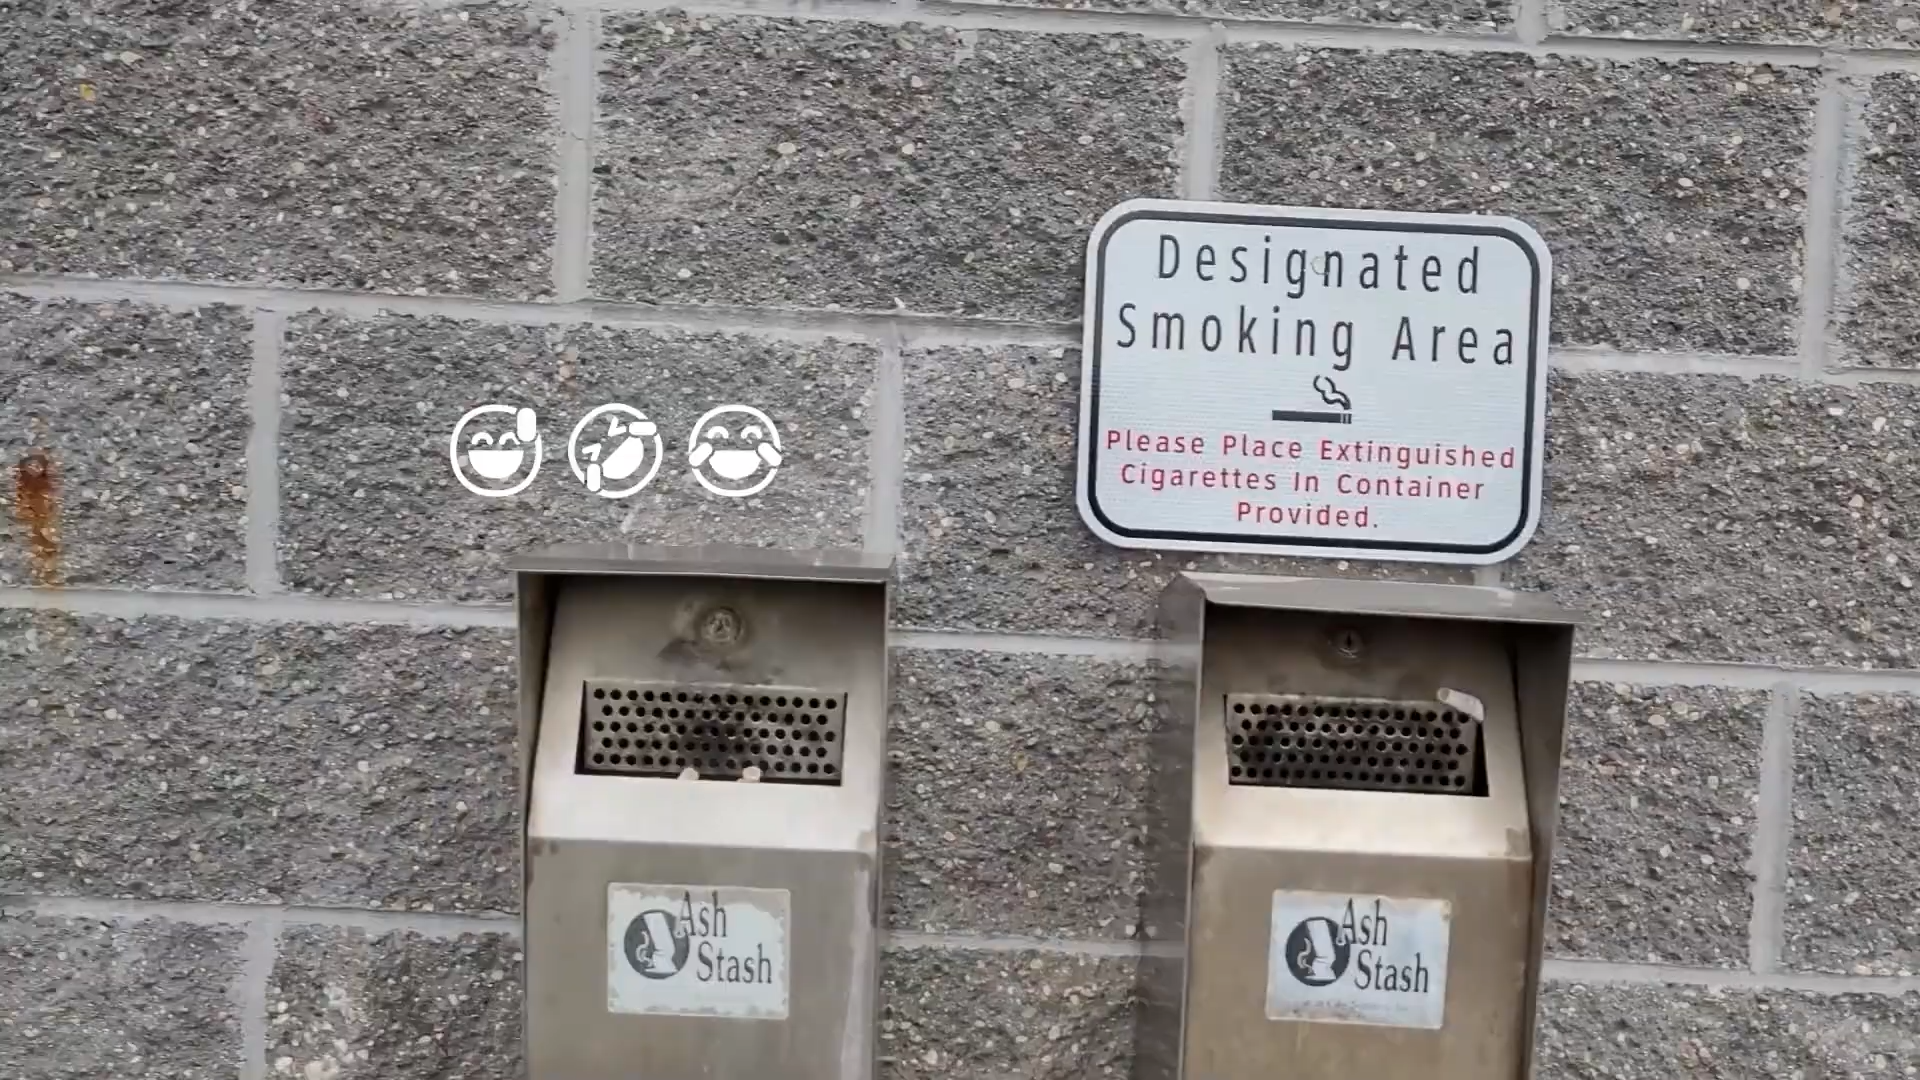 Designated
Smoking Area
Please Place Extinguished
Cigarettes In Container
Provided.
Ash
Stash
Ash
Stash